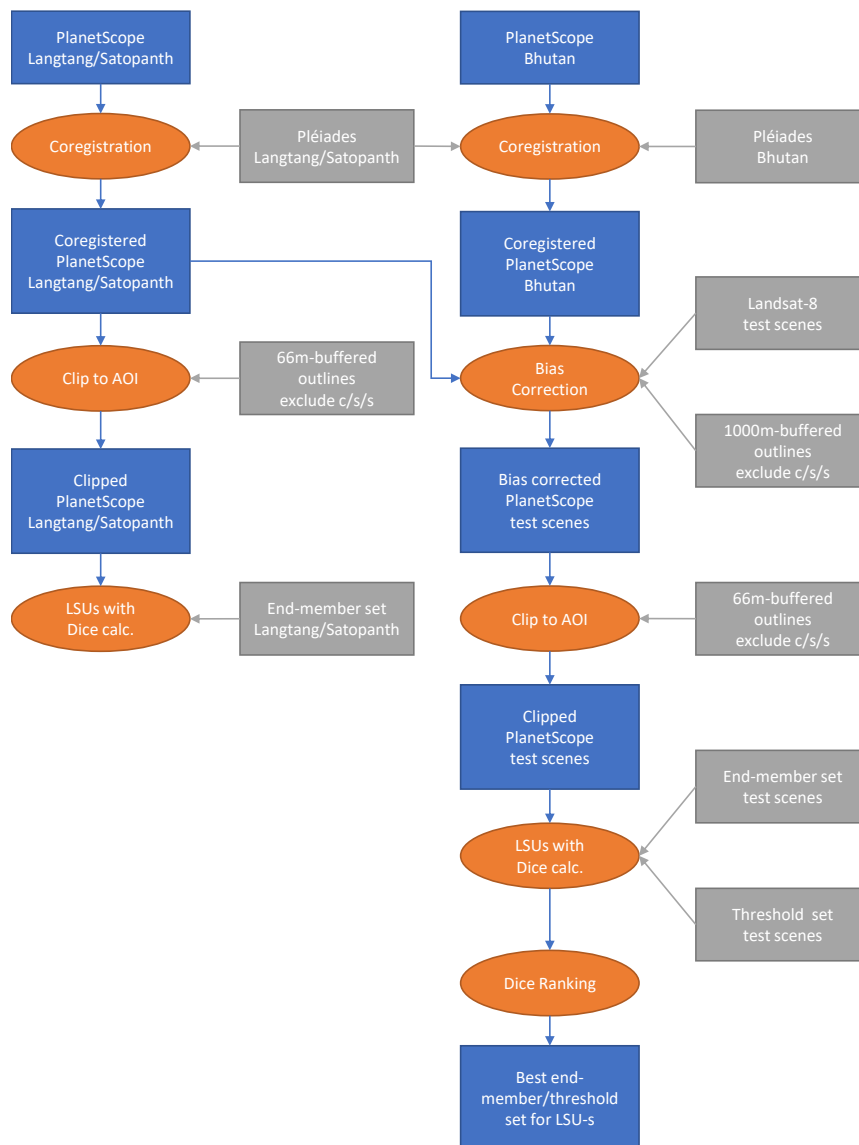 PlanetScope
Langtang/Satopanth
PlanetScope
Bhutan
Coregistration
Pléiades
Langtang/Satopanth
Coregistration
Pléiades
Bhutan
Coregistered
PlanetScope
Langtang/Satopanth
Coregistered
PlanetScope
Bhutan
Landsat-8
test scenes
Clip to AOI
66m-buffered
outlines
exclude c/s/s
Bias
Correction
1000m-buffered
outlines
exclude c/s/s
Clipped
PlanetScope
Langtang/Satopanth
Bias corrected
PlanetScope
test scenes
LSUs with
Dice calc.
End-member set
Langtang/Satopanth
Clip to AOI
66m-buffered
outlines
exclude c/s/s
Clipped
PlanetScope
test scenes
End-member set
test scenes
LSUs with
Dice calc.
Threshold set
test scenes
Dice Ranking
Best end-
member/threshold
set for LSU-s